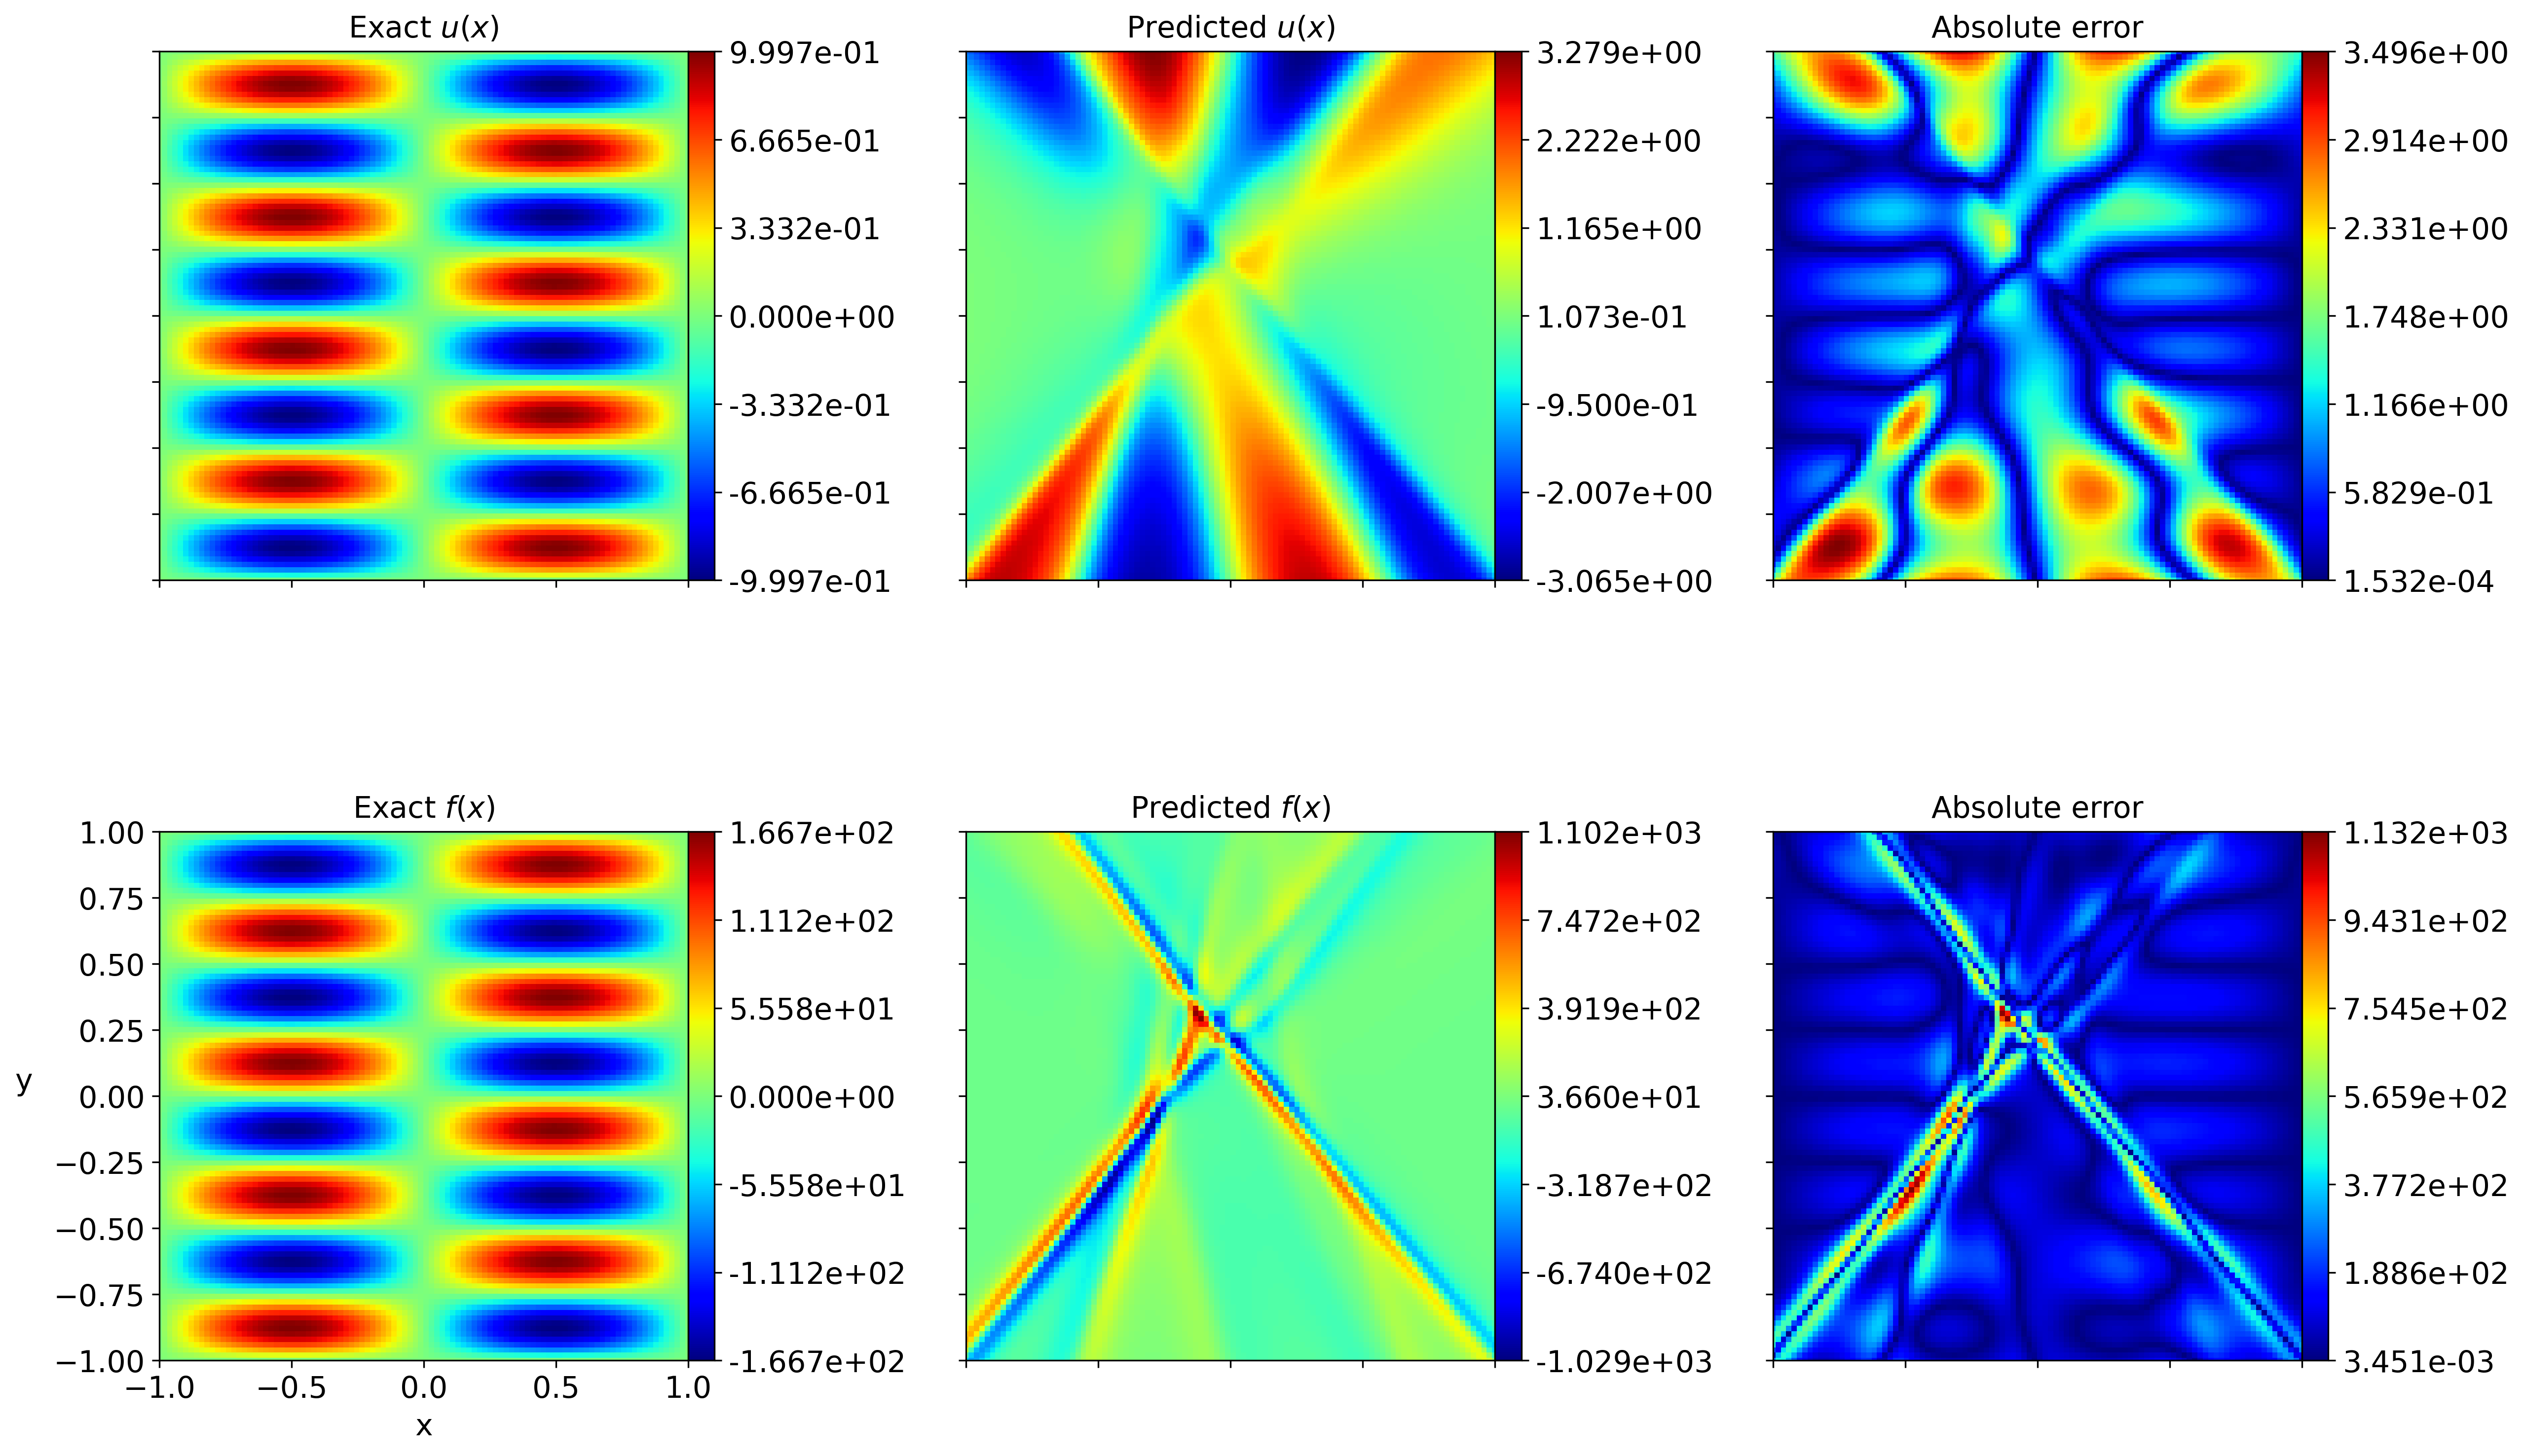 Exact u(x)
9.997e-01
6.665e-01
3.332e-01
0.000e+00
-3.332e-01
-6.665e-01
-9.997e-01
Predicted u(x)
3.279e+00
2.222e+00
1.165e+00
1.073e-01
-9.500e-01
-2.007e+00
-3.065e+00
Absolute error
3.496e+00
2.914e+00
2.331e+00
1.748e+00
1.166e+00
5.829e-01
1.532e-04
Exact f(x)
y
1.00
0.75
0.50
0.25
0.00
−0.25
−0.50
−0.75
−1.00
−1.0 −0.5 0.0 0.5 1.0
x
1.667e+02
1.112e+02
5.558e+01
0.000e+00
-5.558e+01
-1.112e+02
-1.667e+02
Predicted f(x)
1.102e+03
7.472e+02
3.919e+02
3.660e+01
-3.187e+02
-6.740e+02
-1.029e+03
Absolute error
1.132e+03
9.431e+02
7.545e+02
5.659e+02
3.772e+02
1.886e+02
3.451e-03